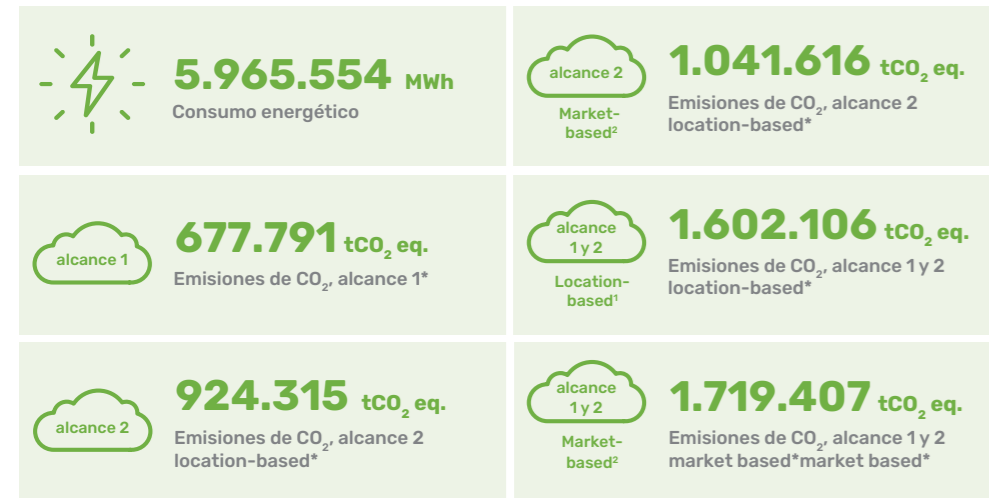 5.965.554 MWh
Consumo energético
alcance 1
677.791 tCO₂ eq.
Emisiones de CO₂, alcance 1*
alcance 2
924.315 tCO₂ eq.
Emisiones de CO₂, alcance 2
location-based*
alcance 2
Market-
based²
1.041.616 tCO₂ eq.
Emisiones de CO₂, alcance 2
location-based*
alcance
1 y 2
Location-
based¹
1.602.106 tCO₂ eq.
Emisiones de CO₂, alcance 1 y 2
location-based*
alcance
1 y 2
Market-
based²
1.719.407 tCO₂ eq.
Emisiones de CO₂, alcance 1 y 2
market based*market based*